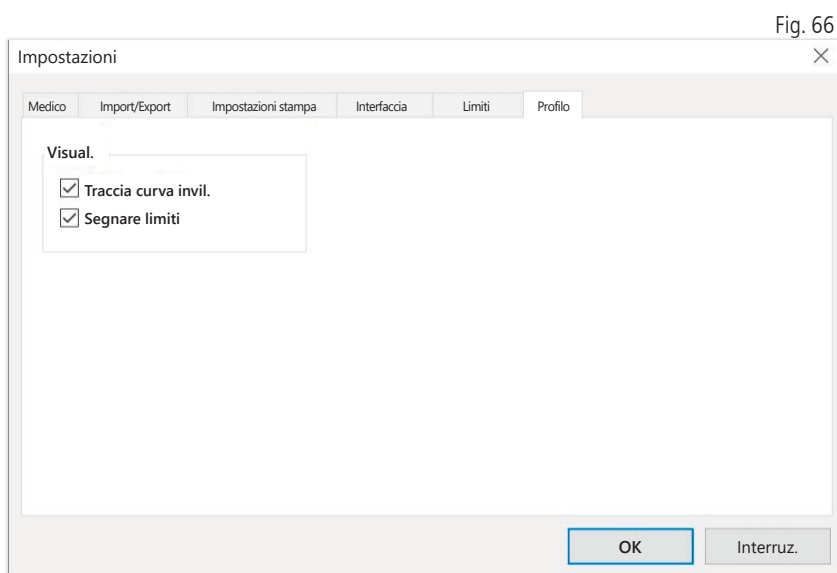 Fig. 66
Impostazioni
Medico Import/Export Impostazioni stampa Interfaccia Limiti Profilo
Visual.
Traccia curva invil.
Segnare limiti
OK Interruz.